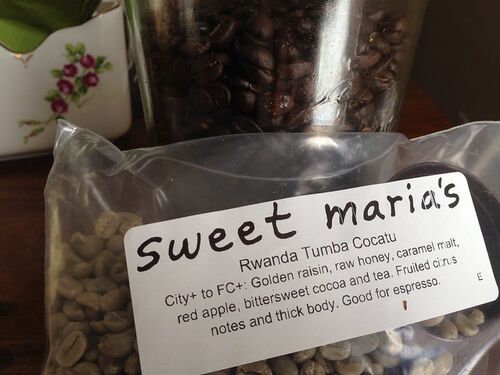 sweet maria's
Rwanda Tumba Cocatu
City+ to FC+: Golden raisin, raw honey, caramel malt,
red apple, bittersweet cocoa and tea. Fruited citrus
notes and thick body. Good for espresso.
E